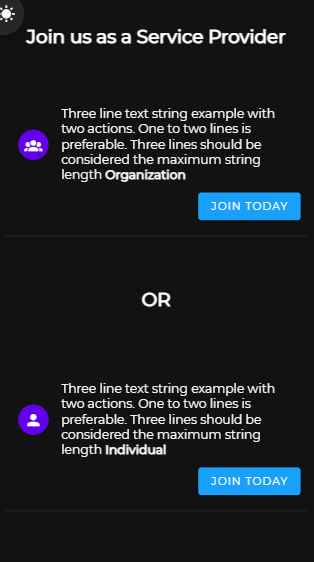 Join us as a Service Provider
Three line text string example with
two actions. One to two lines is
preferable. Three lines should be
considered the maximum string
length Organization
JOIN TODAY
OR
Three line text string example with
two actions. One to two lines is
preferable. Three lines should be
considered the maximum string
length Individual
JOIN TODAY